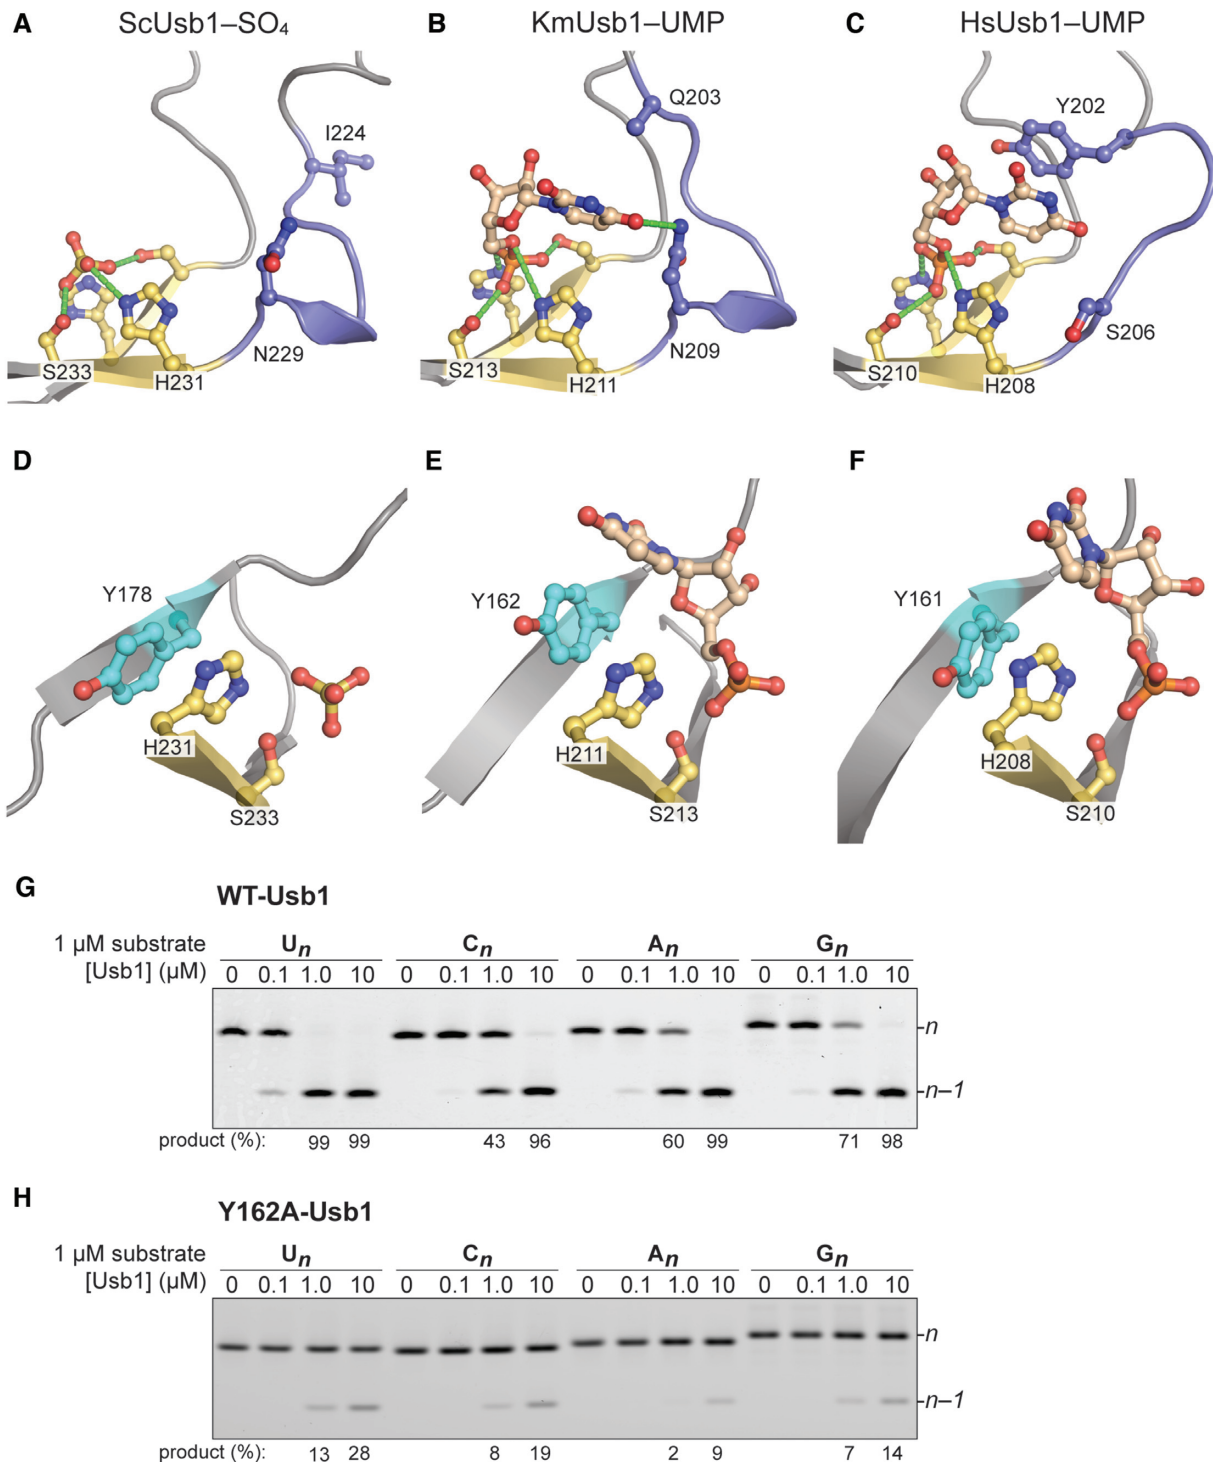 A ScUsb1–SO₄
B KmUsb1–UMP
C HsUsb1–UMP
I224
N229
S233
H231
Q203
N209
S213
H211
Y202
S206
S210
H208
D
Y178
H231
S233
E
Y162
H211
S213
F
Y161
H208
S210
G
WT-Usb1
1 µM substrate Un Cn An Gn
[Usb1] (µM) 0 0.1 1.0 10 0 0.1 1.0 10 0 0.1 1.0 10 0 0.1 1.0 10
-n
-n–1
product (%): 99 99 43 96 60 99 71 98
H
Y162A-Usb1
1 µM substrate Un Cn An Gn
[Usb1] (µM) 0 0.1 1.0 10 0 0.1 1.0 10 0 0.1 1.0 10 0 0.1 1.0 10
-n
-n–1
product (%): 13 28 8 19 2 9 7 14